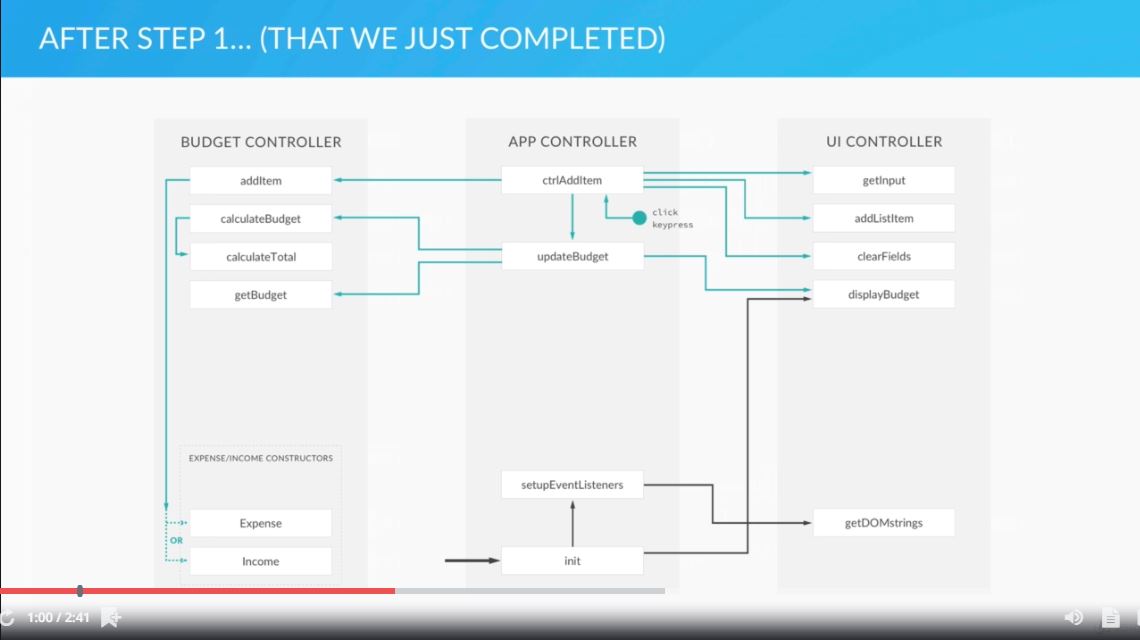 AFTER STEP 1... (THAT WE JUST COMPLETED)
BUDGET CONTROLLER
addItem
calculateBudget
calculateTotal
getBudget
EXPENSE/INCOME CONSTRUCTORS
Expense
OR
Income
APP CONTROLLER
ctrlAddItem
click
keypress
updateBudget
setupEventListeners
init
UI CONTROLLER
getInput
addListItem
clearFields
displayBudget
getDOMstrings
1:00 / 2:41